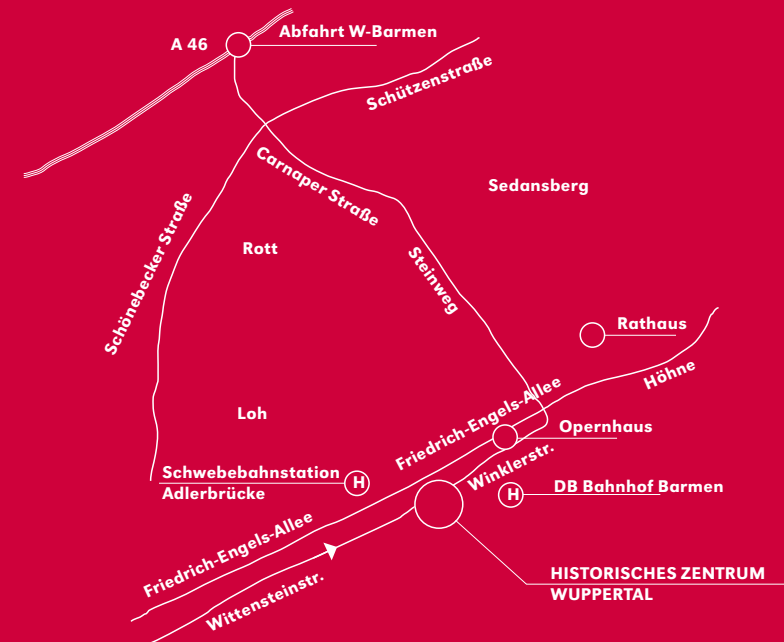 Abfahrt W-Barmen
A 46
Schützenstraße
Carnaper Straße
Sedansberg
Schönebecker Straße
Rott
Steinweg
Rathaus
Höhne
Friedrich-Engels-Allee
Loh
Opernhaus
Winklerstr.
Schwebebahnstation
Adlerbrücke
H
H
DB Bahnhof Barmen
Friedrich-Engels-Allee
Wittensteinstr.
HISTORISCHES ZENTRUM
WUPPERTAL